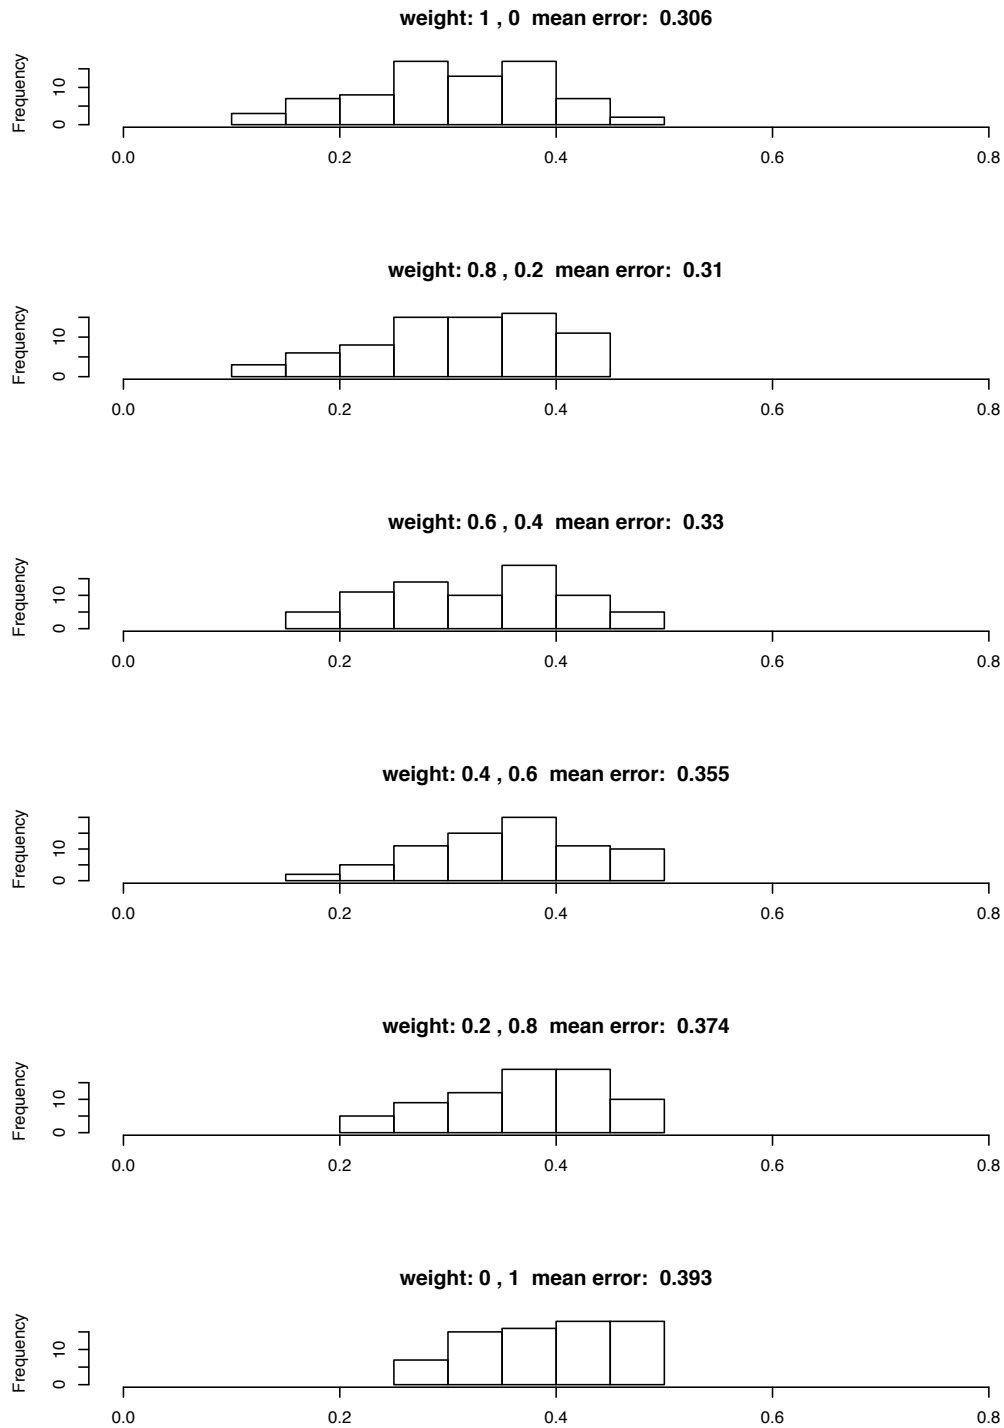 weight: 1 , 0 mean error: 0.306
Frequency
0 10
0.0 0.2 0.4 0.6 0.8
weight: 0.8 , 0.2 mean error: 0.31
Frequency
0 10
0.0 0.2 0.4 0.6 0.8
weight: 0.6 , 0.4 mean error: 0.33
Frequency
0 10
0.0 0.2 0.4 0.6 0.8
weight: 0.4 , 0.6 mean error: 0.355
Frequency
0 10
0.0 0.2 0.4 0.6 0.8
weight: 0.2 , 0.8 mean error: 0.374
Frequency
0 10
0.0 0.2 0.4 0.6 0.8
weight: 0 , 1 mean error: 0.393
Frequency
0 10
0.0 0.2 0.4 0.6 0.8